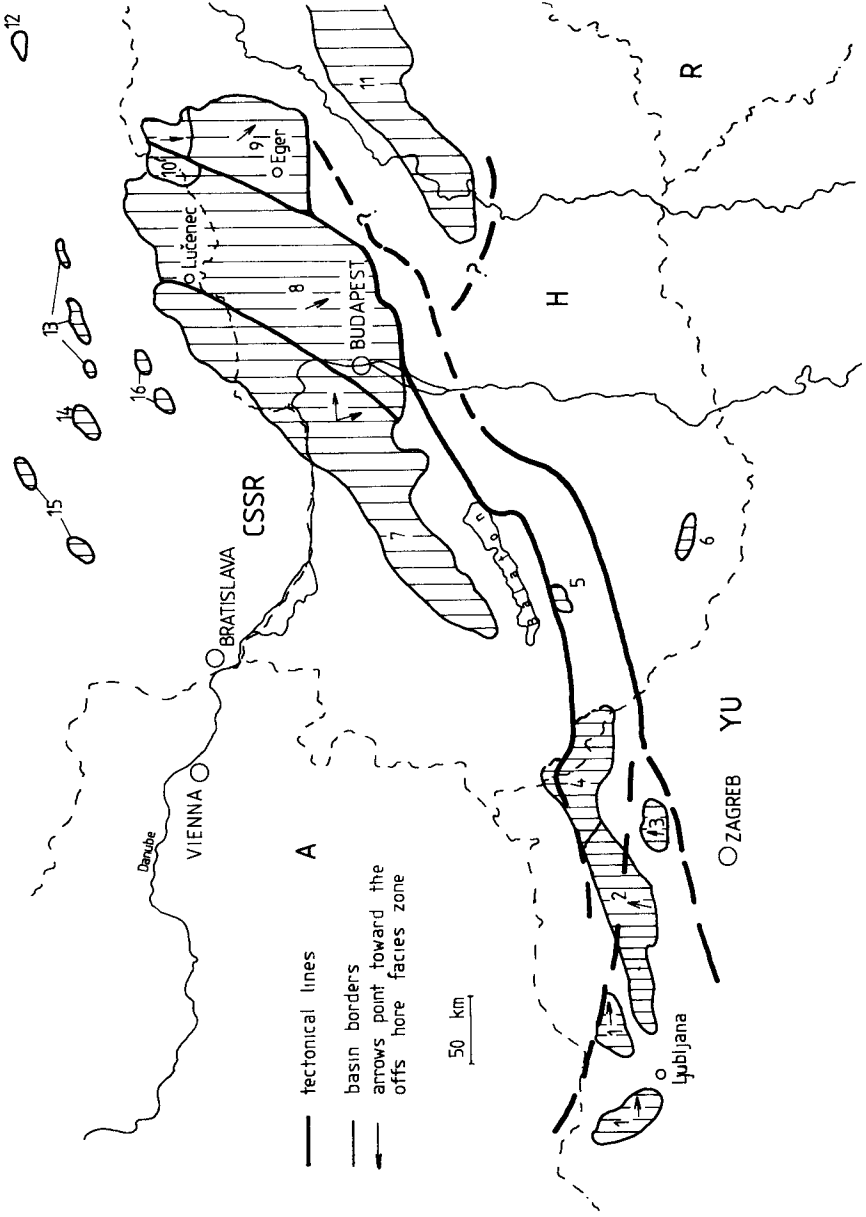 12
15
14
13
16
Danube
VIENNA
BRATISLAVA
CSSR
10
Lučenec
9
Eger
8
BUDAPEST
7
11
A
tectonical lines
basin borders
arrows point toward the
offs hore facies zone
50 km
Balaton
?
?
H
R
5
6
4
2
3
1
1
Ljubljana
ZAGREB
YU